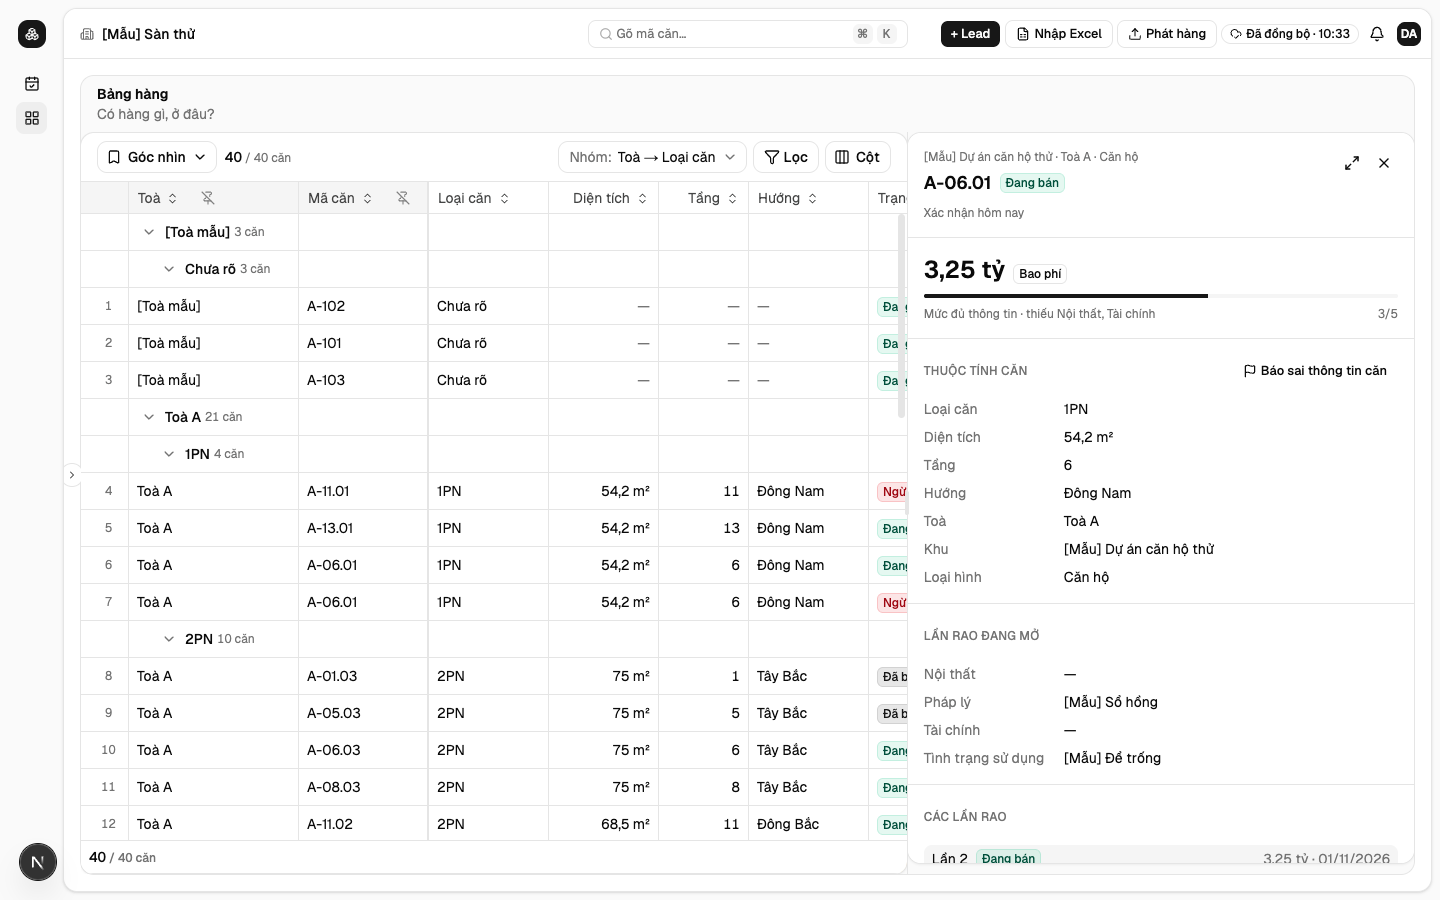 [Mẫu] Sàn thử
Gõ mã căn…
⌘ K
+ Lead
Nhập Excel
Phát hàng
Đã đồng bộ · 10:33
DA
Bảng hàng
Có hàng gì, ở đâu?
Góc nhìn
40 / 40 căn
Nhóm: Toà → Loại căn
Lọc
Cột
Toà Mã căn Loại căn Diện tích Tầng Hướng
[Toà mẫu] 3 căn
Chưa rõ 3 căn
1 [Toà mẫu] A-102 Chưa rõ — — —
2 [Toà mẫu] A-101 Chưa rõ — — —
3 [Toà mẫu] A-103 Chưa rõ — — —
Toà A 21 căn
1PN 4 căn
4 Toà A A-11.01 1PN 54,2 m² 11 Đông Nam
5 Toà A A-13.01 1PN 54,2 m² 13 Đông Nam
6 Toà A A-06.01 1PN 54,2 m² 6 Đông Nam
7 Toà A A-06.01 1PN 54,2 m² 6 Đông Nam
2PN 10 căn
8 Toà A A-01.03 2PN 75 m² 1 Tây Bắc Đã
9 Toà A A-05.03 2PN 75 m² 5 Tây Bắc Đã
10 Toà A A-06.03 2PN 75 m² 6 Tây Bắc
11 Toà A A-08.03 2PN 75 m² 8 Tây Bắc
12 Toà A A-11.02 2PN 68,5 m² 11 Đông Bắc
40 / 40 căn
[Mẫu] Dự án căn hộ thử · Toà A · Căn hộ
A-06.01 Đang bán
Xác nhận hôm nay
3,25 tỷ Bao phí
Mức đủ thông tin · thiếu Nội thất, Tài chính 3/5
THUỘC TÍNH CĂN
Báo sai thông tin căn
Loại căn 1PN
Diện tích 54,2 m²
Tầng 6
Hướng Đông Nam
Toà Toà A
Khu [Mẫu] Dự án căn hộ thử
Loại hình Căn hộ
LẦN RAO ĐANG MỞ
Nội thất —
Pháp lý [Mẫu] Sổ hồng
Tài chính —
Tình trạng sử dụng [Mẫu] Để trống
CÁC LẦN RAO
Lần 2 Đang bán 3,25 tỷ · 01/11/2026
N